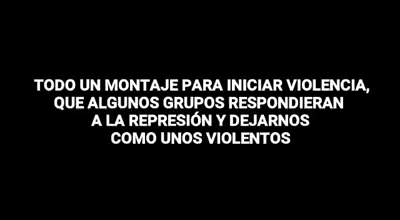 TODO UN MONTAJE PARA INICIAR VIOLENCIA,
QUE ALGUNOS GRUPOS RESPONDIERAN
A LA REPRESIÓN Y DEJARNOS
COMO UNOS VIOLENTOS